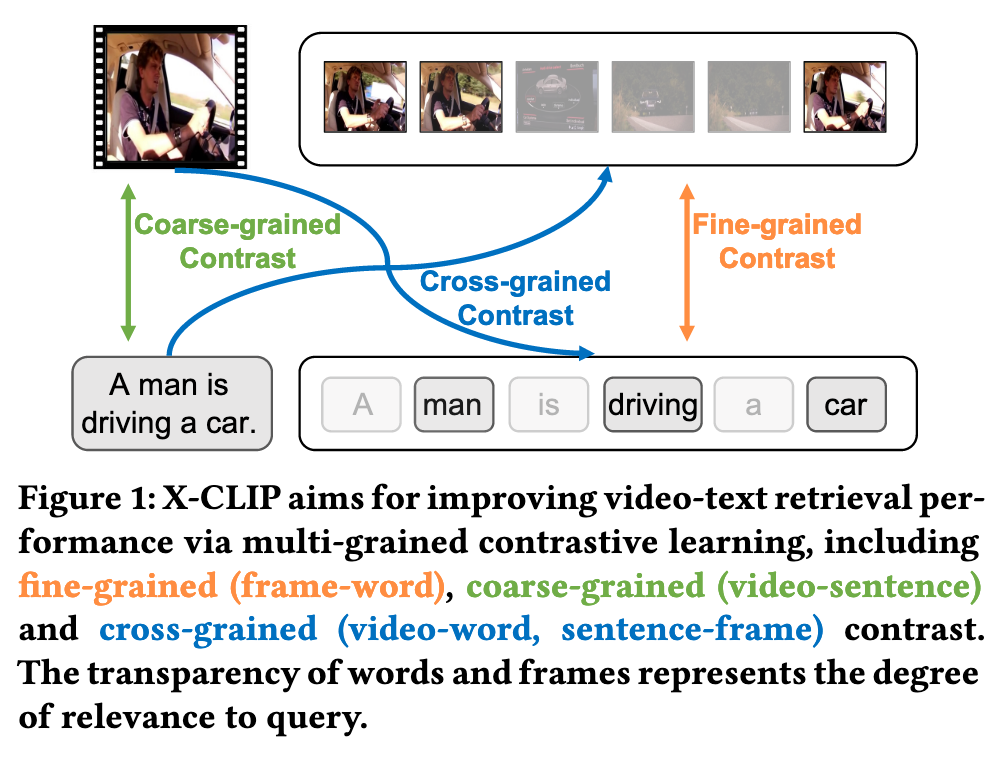 Coarse-grained
Contrast
Fine-grained
Contrast
Cross-grained
Contrast
A man is
driving a car.
A
man
is
driving
a
car
Figure 1: X-CLIP aims for improving video-text retrieval per-
formance via multi-grained contrastive learning, including
fine-grained (frame-word), coarse-grained (video-sentence)
and cross-grained (video-word, sentence-frame) contrast.
The transparency of words and frames represents the degree
of relevance to query.